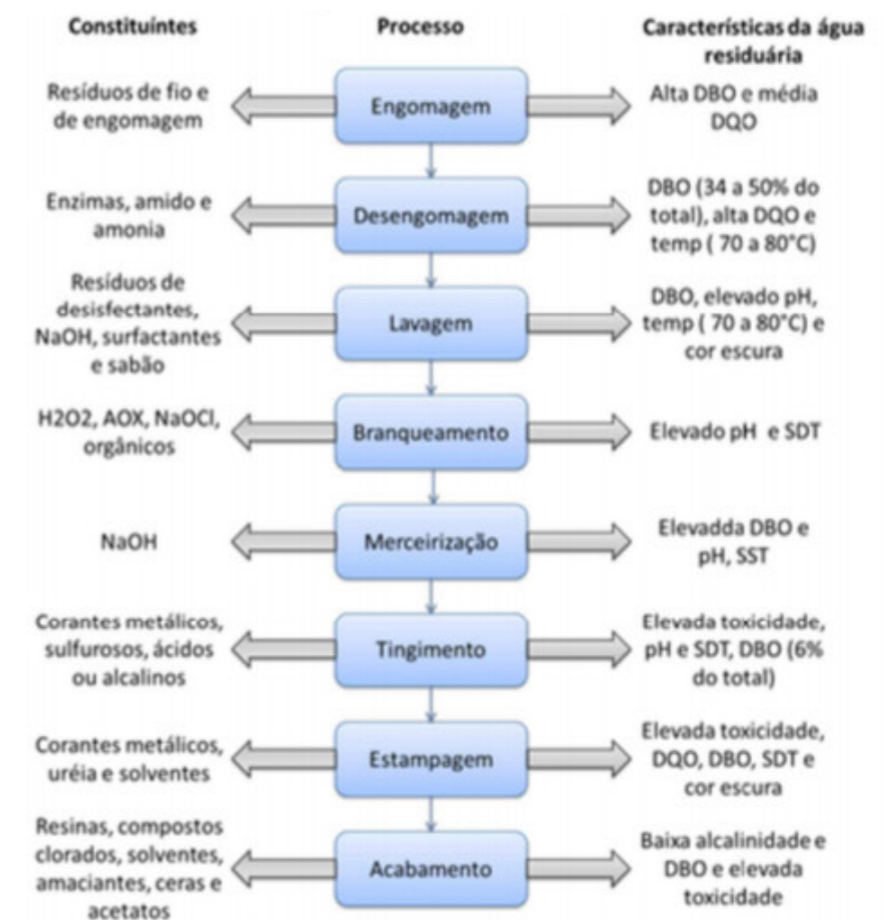 Constituíntes
Processo
Características da água
residuária
Resíduos de fio e
de engomagem
Engomagem
Alta DBO e média
DQO
Enzimas, amido e
amonia
Desengomagem
DBO (34 a 50% do
total), alta DQO e
temp ( 70 a 80°C)
Resíduos de
desisfectantes,
NaOH, surfactantes
e sabão
Lavagem
DBO, elevado pH,
temp ( 70 a 80°C) e
cor escura
H2O2, AOX, NaOCl,
orgânicos
Branqueamento
Elevado pH e SDT
NaOH
Merceirização
Elevadda DBO e
pH, SST
Corantes metálicos,
sulfurosos, ácidos
ou alcalinos
Tingimento
Elevada toxicidade,
pH e SDT, DBO (6%
do total)
Corantes metálicos,
uréia e solventes
Estampagem
Elevada toxicidade,
DQO, DBO, SDT e
cor escura
Resinas, compostos
clorados, solventes,
amaciantes, ceras e
acetatos
Acabamento
Baixa alcalinidade e
DBO e elevada
toxicidade